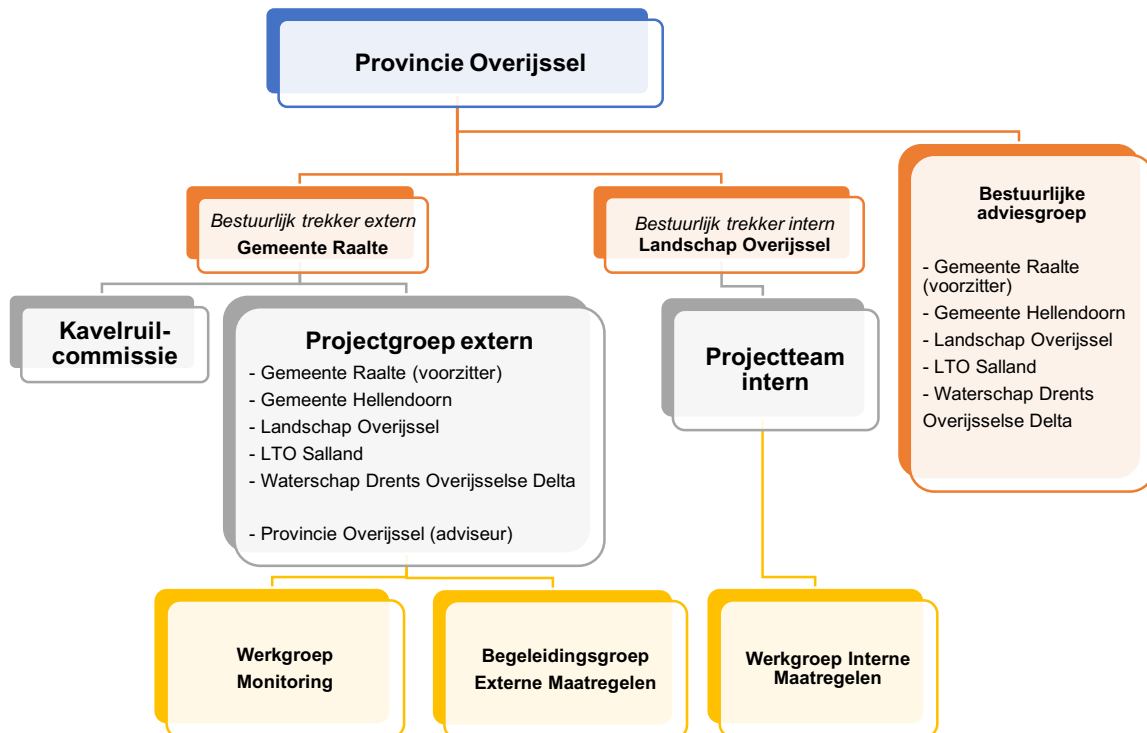 Provincie Overijssel
Bestuurlijk trekker extern
Gemeente Raalte
Bestuurlijk trekker intern
Landschap Overijssel
Bestuurlijke
adviesgroep
- Gemeente Raalte
(voorzitter)
- Gemeente Hellendoorn
- Landschap Overijssel
- LTO Salland
- Waterschap Drents
Overijsselse Delta
Kavelruil-
commissie
Projectgroep extern
- Gemeente Raalte (voorzitter)
- Gemeente Hellendoorn
- Landschap Overijssel
- LTO Salland
- Waterschap Drents Overijsselse Delta
- Provincie Overijssel (adviseur)
Projectteam
intern
Werkgroep
Monitoring
Begeleidingsgroep
Externe Maatregelen
Werkgroep Interne
Maatregelen